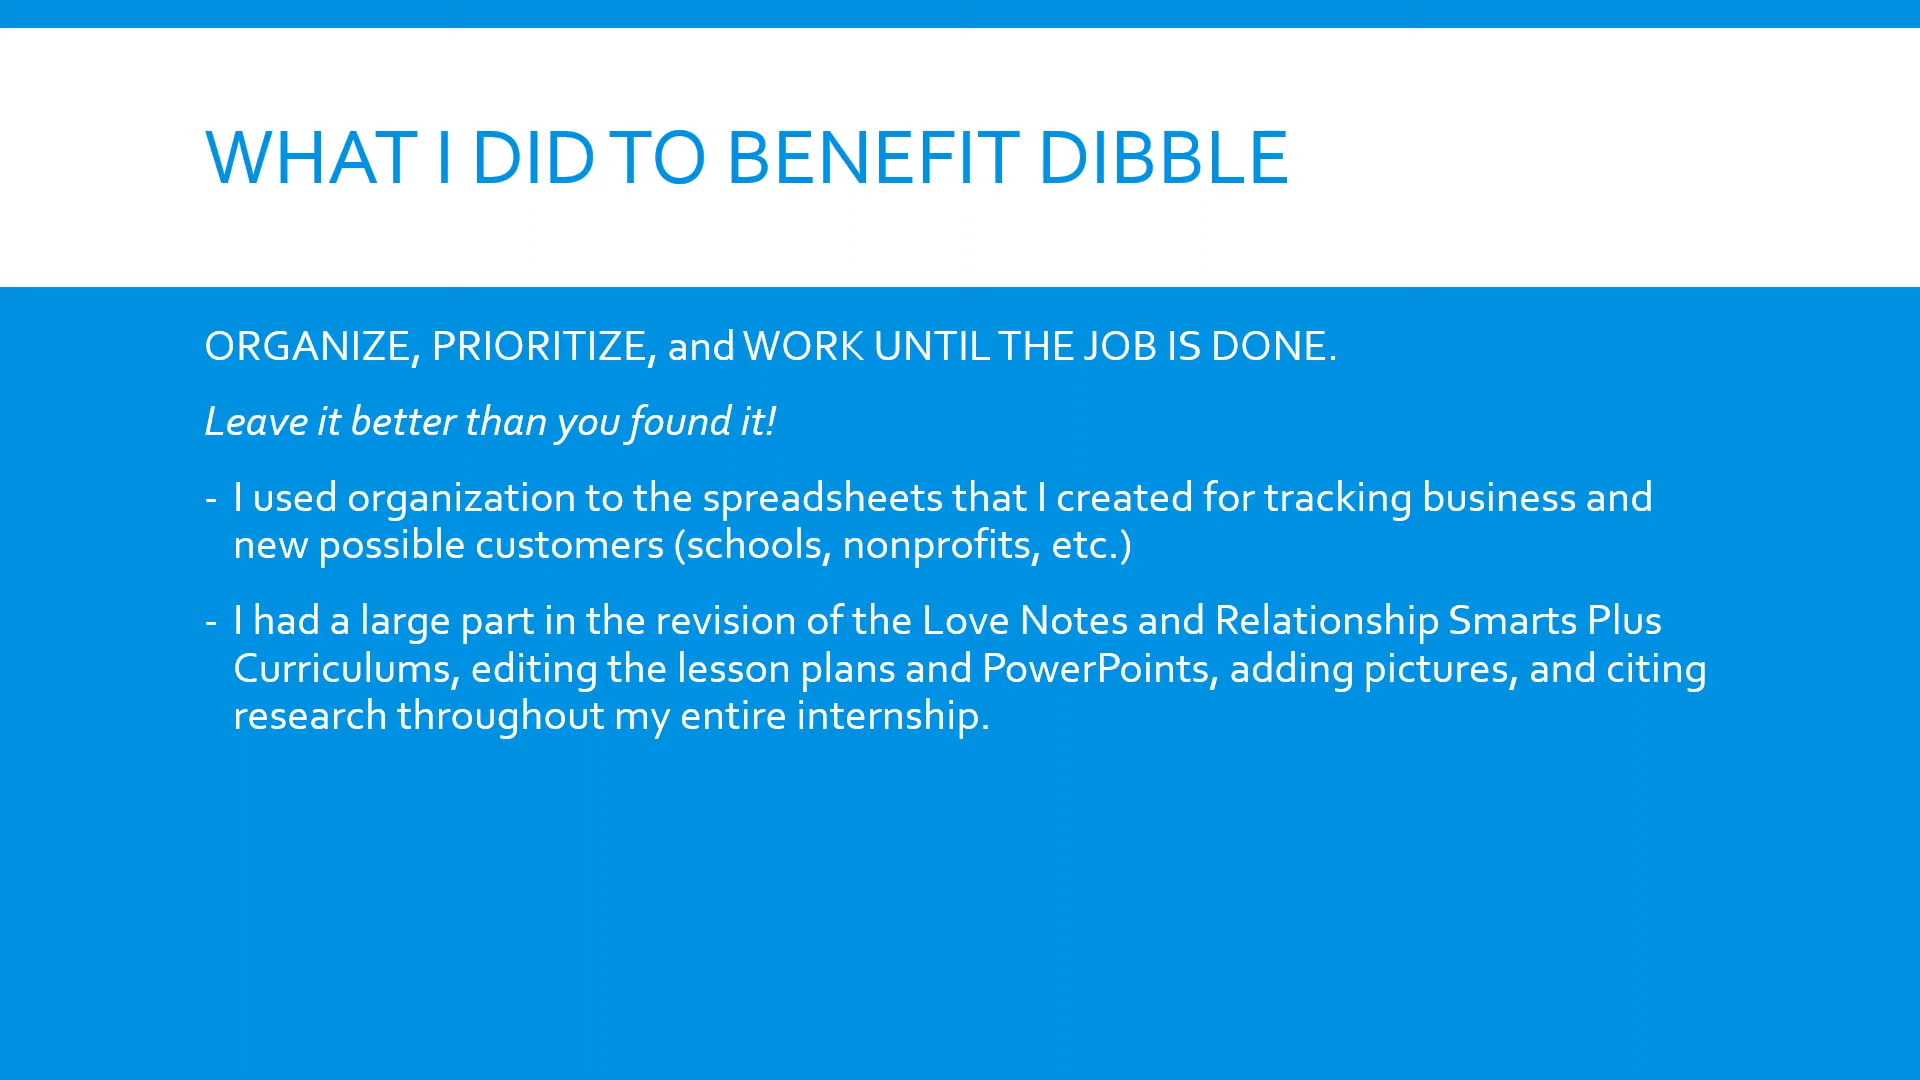 WHAT I DID TO BENEFIT DIBBLE
ORGANIZE, PRIORITIZE, and WORK UNTIL THE JOB IS DONE.
Leave it better than you found it!
- I used organization to the spreadsheets that I created for tracking business and
new possible customers (schools, nonprofits, etc.)
- I had a large part in the revision of the Love Notes and Relationship Smarts Plus
Curriculums, editing the lesson plans and PowerPoints, adding pictures, and citing
research throughout my entire internship.